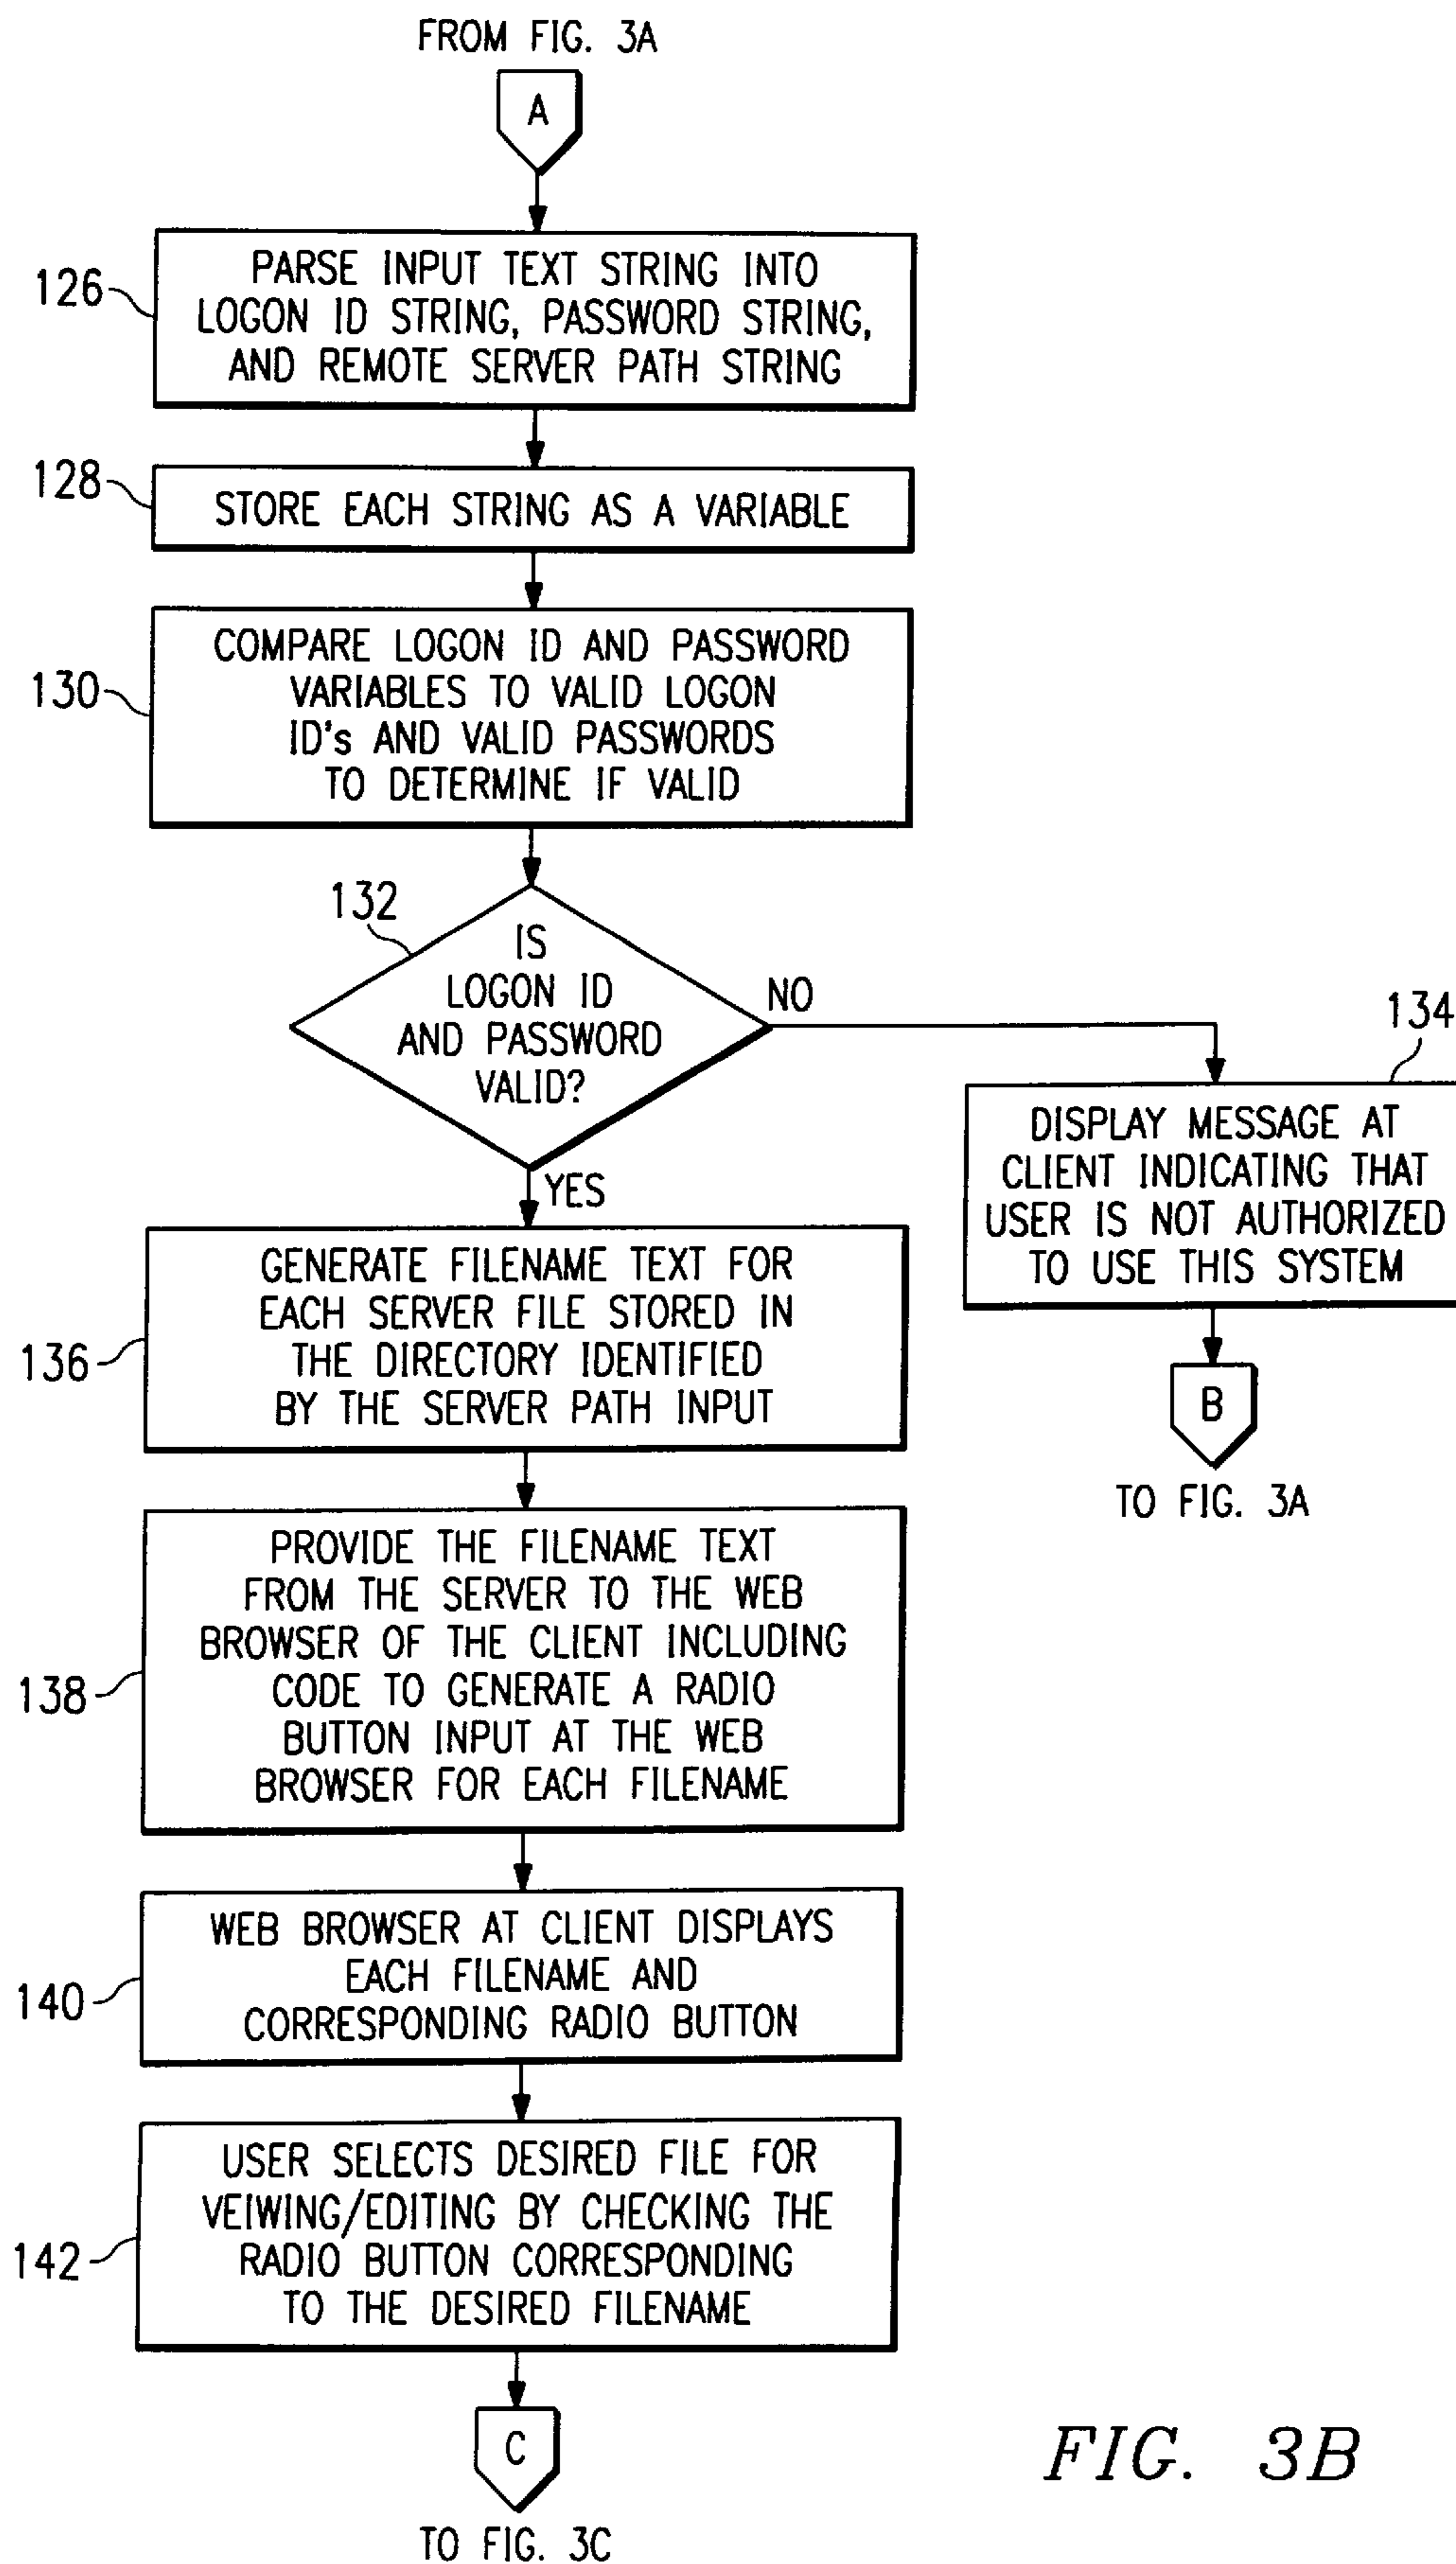 FROM FIG. 3A
A
126
PARSE INPUT TEXT STRING INTO
LOGON ID STRING, PASSWORD STRING,
AND REMOTE SERVER PATH STRING
128
STORE EACH STRING AS A VARIABLE
130
COMPARE LOGON ID AND PASSWORD
VARIABLES TO VALID LOGON
ID's AND VALID PASSWORDS
TO DETERMINE IF VALID
132
IS
LOGON ID
AND PASSWORD
VALID?
NO
YES
134
DISPLAY MESSAGE AT
CLIENT INDICATING THAT
USER IS NOT AUTHORIZED
TO USE THIS SYSTEM
B
TO FIG. 3A
136
GENERATE FILENAME TEXT FOR
EACH SERVER FILE STORED IN
THE DIRECTORY IDENTIFIED
BY THE SERVER PATH INPUT
138
PROVIDE THE FILENAME TEXT
FROM THE SERVER TO THE WEB
BROWSER OF THE CLIENT INCLUDING
CODE TO GENERATE A RADIO
BUTTON INPUT AT THE WEB
BROWSER FOR EACH FILENAME
140
WEB BROWSER AT CLIENT DISPLAYS
EACH FILENAME AND
CORRESPONDING RADIO BUTTON
142
USER SELECTS DESIRED FILE FOR
VEIWING/EDITING BY CHECKING THE
RADIO BUTTON CORRESPONDING
TO THE DESIRED FILENAME
C
TO FIG. 3C
FIG. 3B